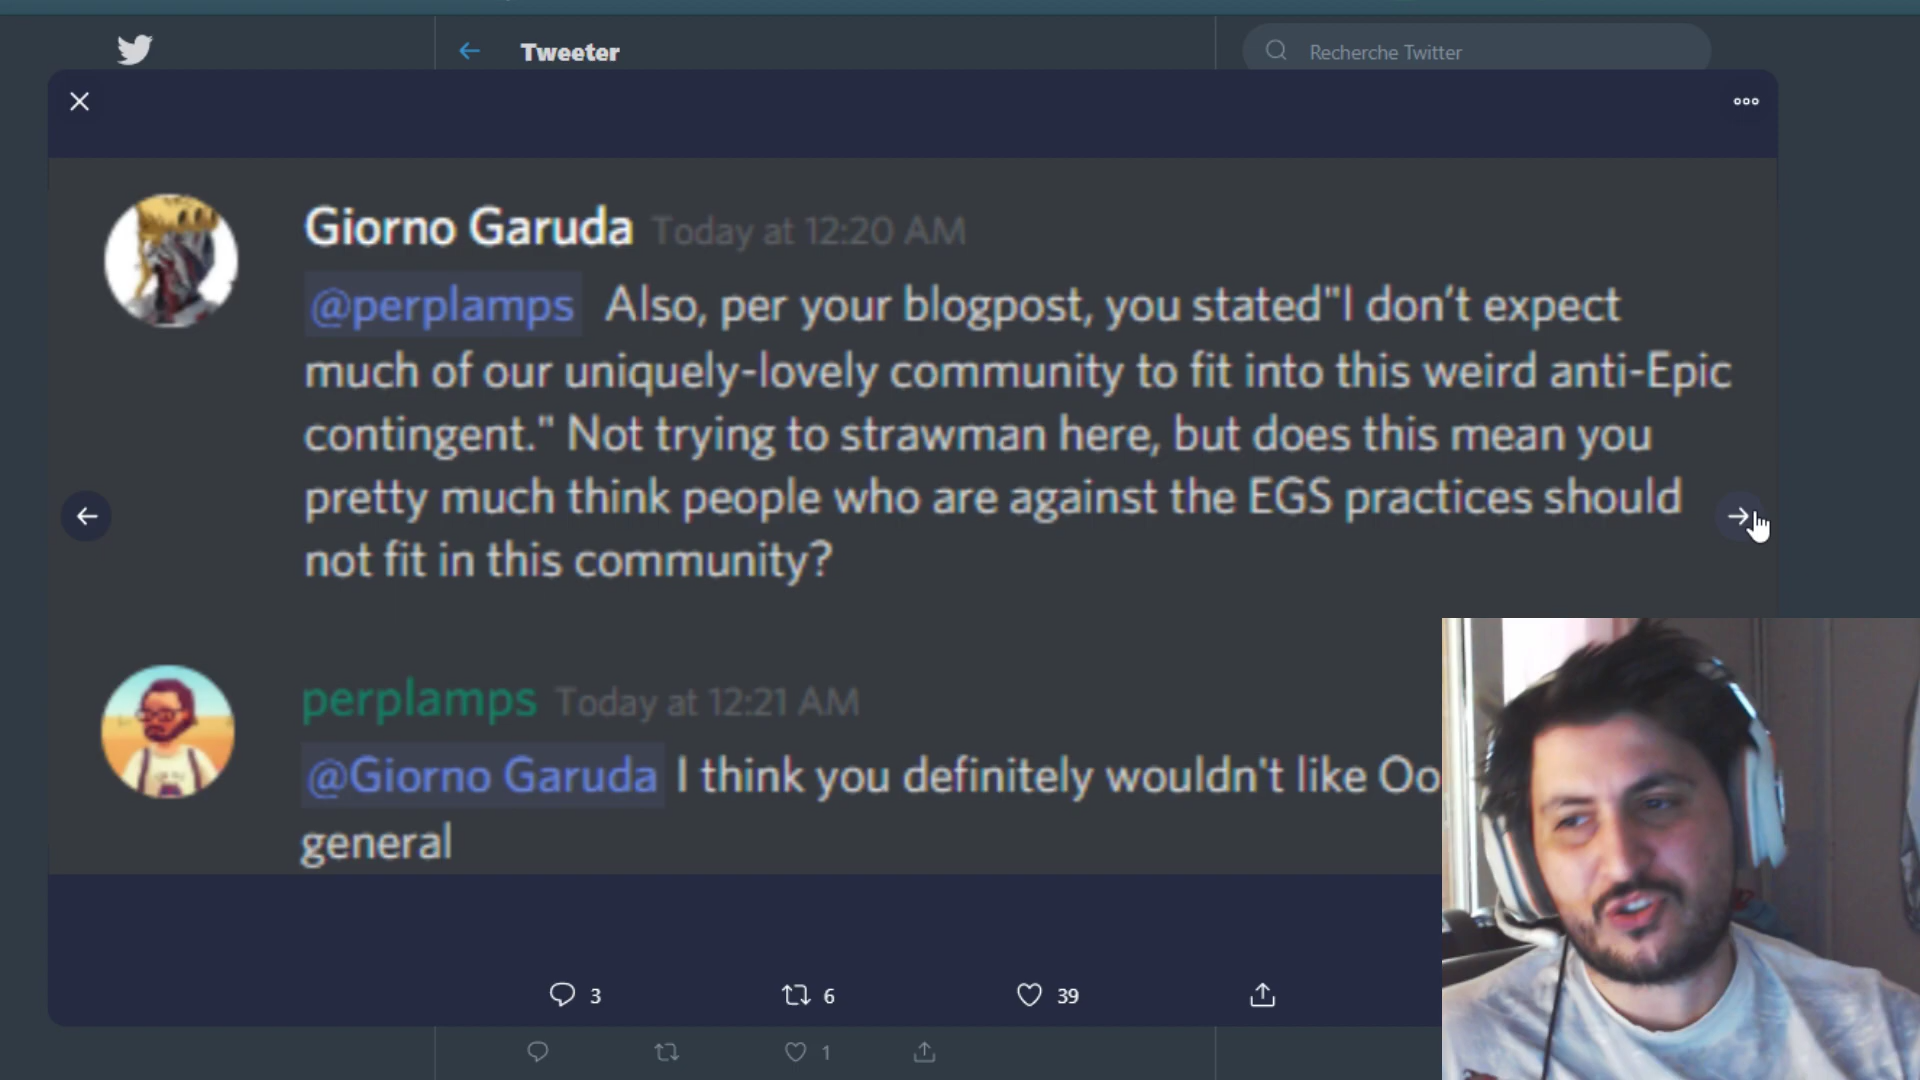 Tweeter
Recherche Twitter
Giorno Garuda Today at 12:20 AM
@perplamps Also, per your blogpost, you stated"I don't expect
much of our uniquely-lovely community to fit into this weird anti-Epic
contingent." Not trying to strawman here, but does this mean you
pretty much think people who are against the EGS practices should
not fit in this community?
perplamps Today at 12:21 AM
@Giorno Garuda I think you definitely wouldn't like Oo
general
3 6 39
1